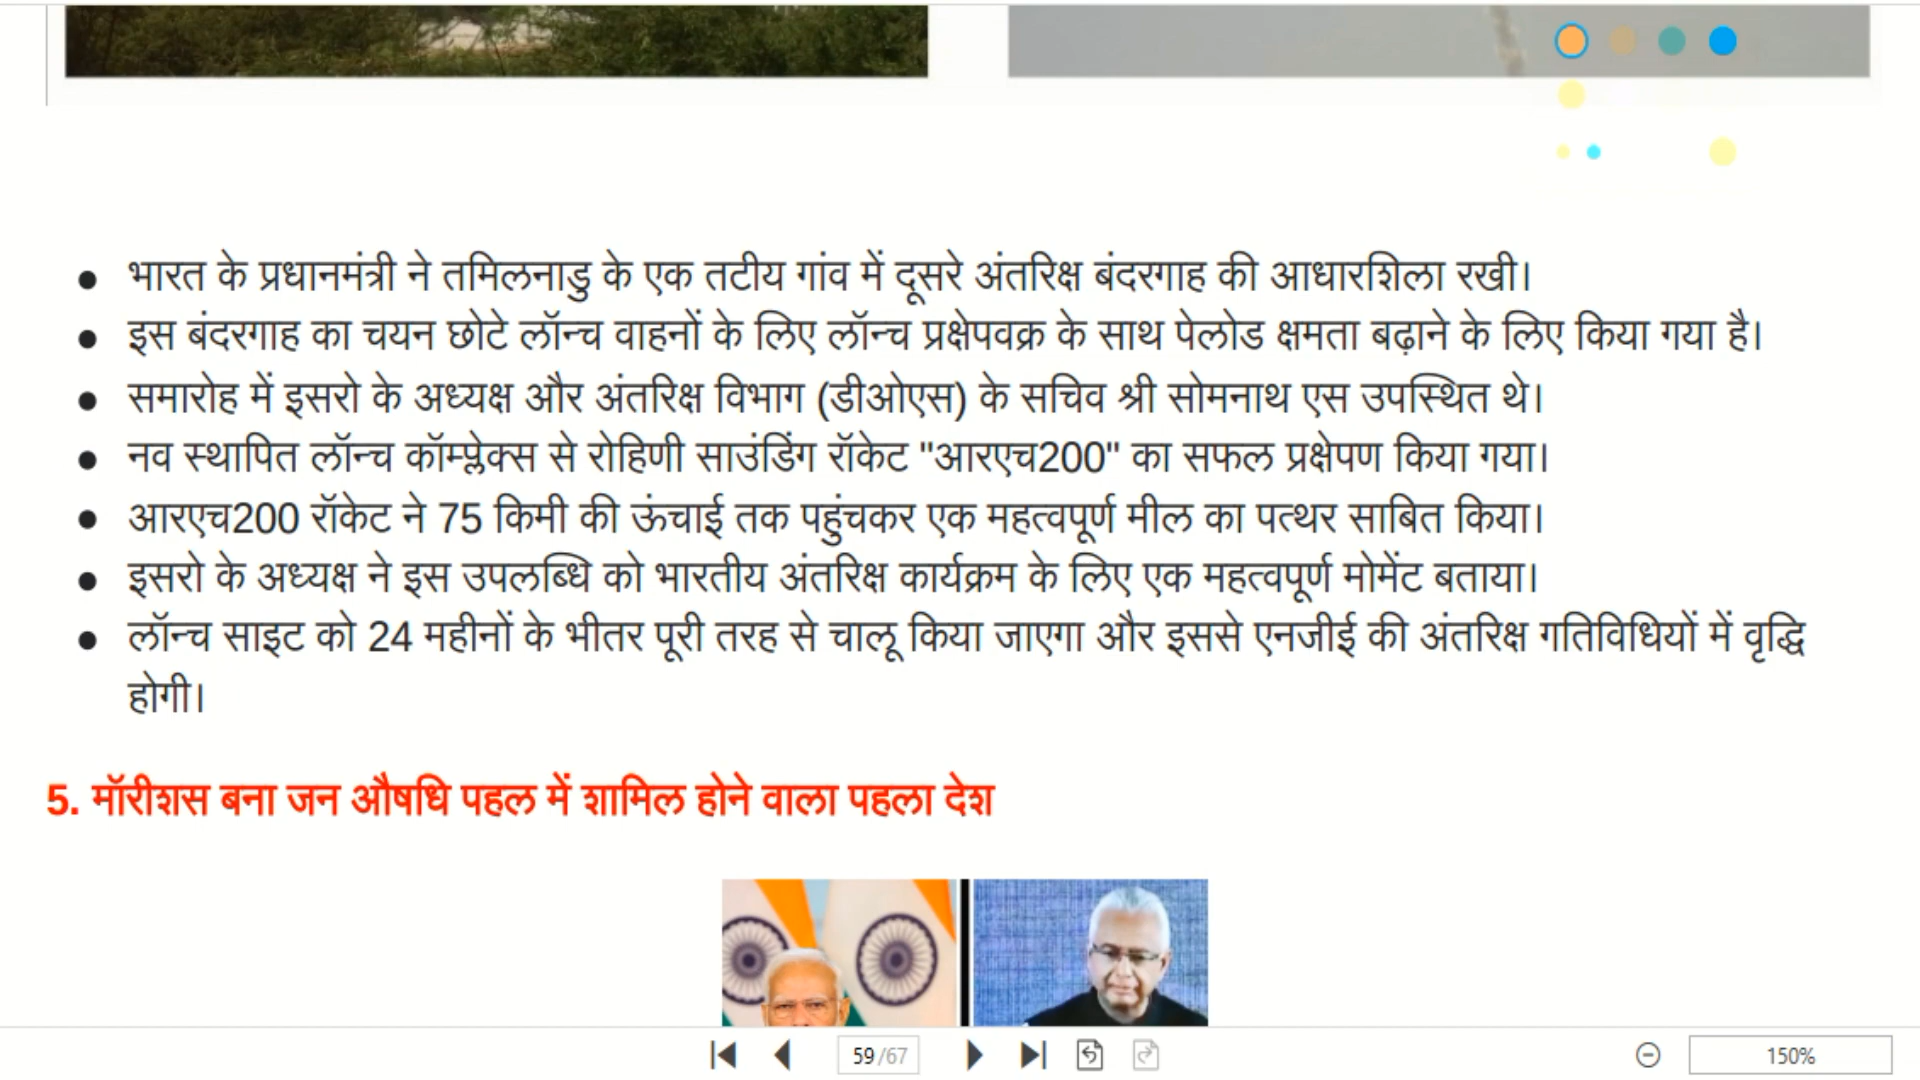 ● भारत के प्रधानमंत्री ने तमिलनाडु के एक तटीय गांव में दूसरे अंतरिक्ष बंदरगाह की आधारशिला रखी।
● इस बंदरगाह का चयन छोटे लॉन्च वाहनों के लिए लॉन्च प्रक्षेपवक्र के साथ पेलोड क्षमता बढ़ाने के लिए किया गया है।
● समारोह में इसरो के अध्यक्ष और अंतरिक्ष विभाग (डीओएस) के सचिव श्री सोमनाथ एस उपस्थित थे।
● नव स्थापित लॉन्च कॉम्प्लेक्स से रोहिणी साउंडिंग रॉकेट "आरएच200" का सफल प्रक्षेपण किया गया।
● आरएच200 रॉकेट ने 75 किमी की ऊंचाई तक पहुंचकर एक महत्वपूर्ण मील का पत्थर साबित किया।
● इसरो के अध्यक्ष ने इस उपलब्धि को भारतीय अंतरिक्ष कार्यक्रम के लिए एक महत्वपूर्ण मोमेंट बताया।
● लॉन्च साइट को 24 महीनों के भीतर पूरी तरह से चालू किया जाएगा और इससे एनजीई की अंतरिक्ष गतिविधियों में वृद्धि
होगी।
5. मॉरीशस बना जन औषधि पहल में शामिल होने वाला पहला देश
59/67
150%